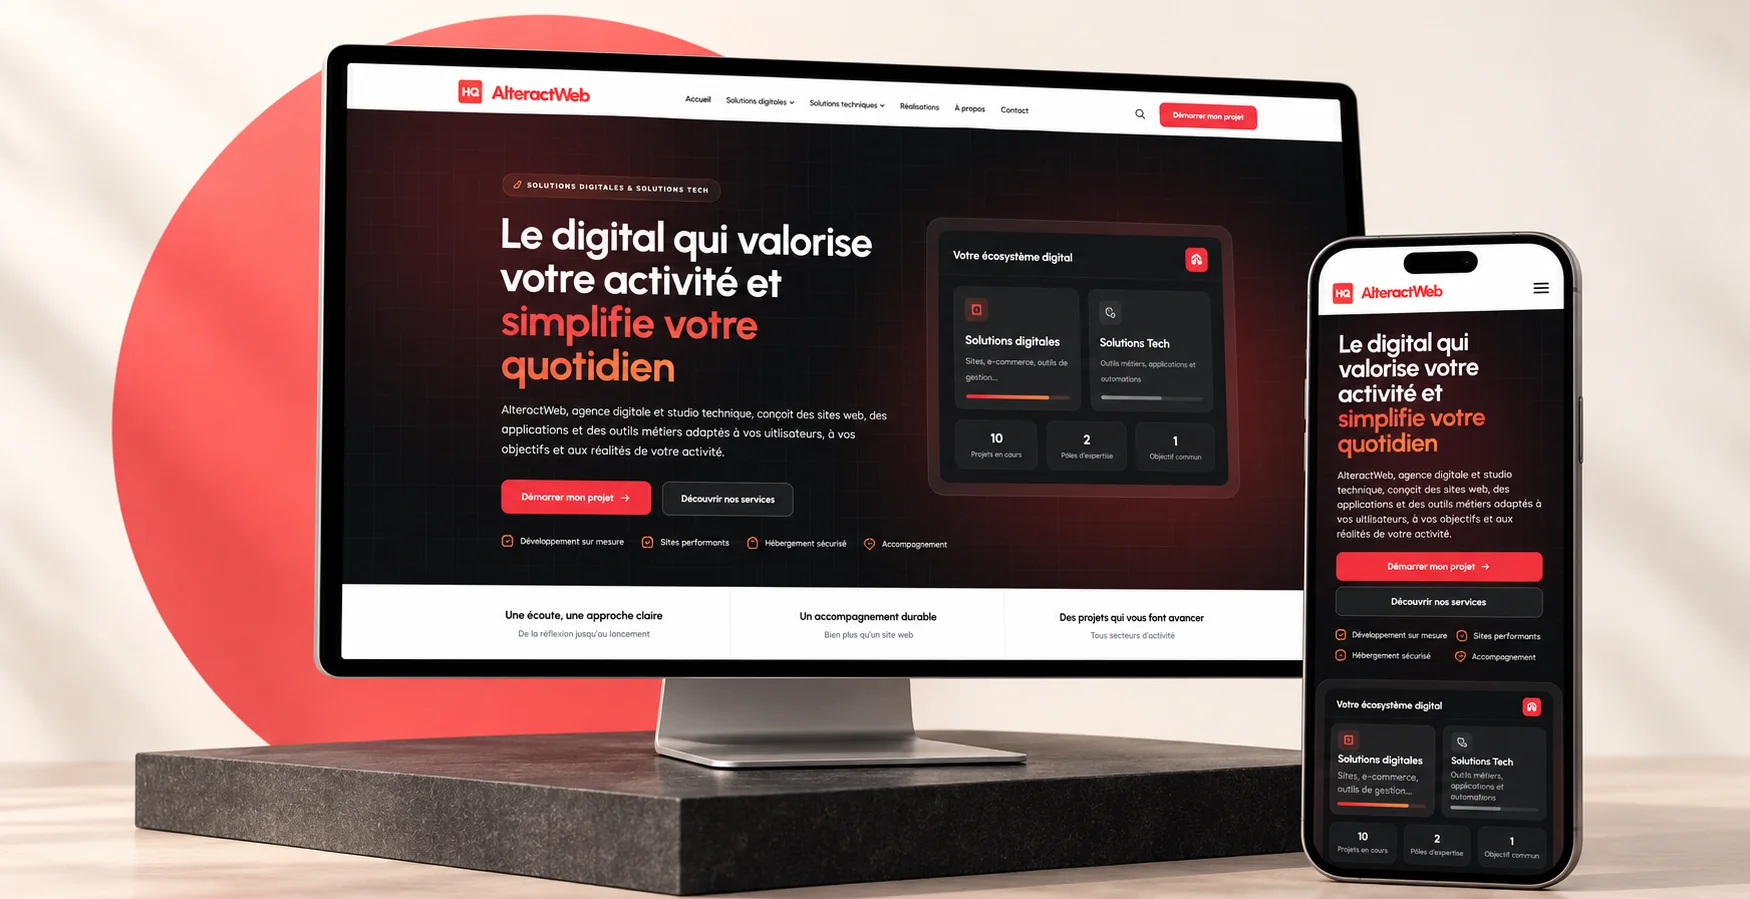 HQ AlteractWeb
Accueil Solutions digitales Solutions techniques Réalisations À propos Contact
Démarrer mon projet
SOLUTIONS DIGITALES & SOLUTIONS TECH
Le digital qui valorise
votre activité et
simplifie votre
quotidien
AlteractWeb, agence digitale et studio technique, conçoit des sites web, des
applications et des outils métiers adaptés à vos uitlisateurs, à vos
objectifs et aux réalités de votre activité.
Démarrer mon projet →
Découvrir nos services
Développement sur mesure
Sites performants
Hébergement sécurisé
Accompagnement
Votre écosystème digital
Solutions digitales
Sites, e-commerce, outils de
gestion...
Solutions Tech
Outils métiers, applications et
automations
10
Projets en cours
2
Pôles d'expertise
1
Objectif commun
Une écoute, une approche claire
De la réflexion jusqu'au lancement
Un accompagnement durable
Bien plus qu'un site web
Des projets qui vous font avancer
Tous secteurs d'activité
HQ AlteractWeb
Le digital qui
valorise votre
activité et
simplifie votre
quotidien
AlteractWeb, agence digitale et studio
technique, conçoit des sites web, des
applications et des outils métiers adaptés à
vos uitlisateurs, à vos objectifs et aux
réalités de votre activité.
Démarrer mon projet →
Découvrir nos services
Développement sur mesure
Sites performants
Hébergement sécurisé
Accompagnement
Votre écosystème digital
Solutions digitales
Sites, e-commerce,
outils de gestion...
Solutions Tech
Outils métiers,
applications et
automations
10
Projets en cours
2
Pôles d'expertise
1
Objectif commun